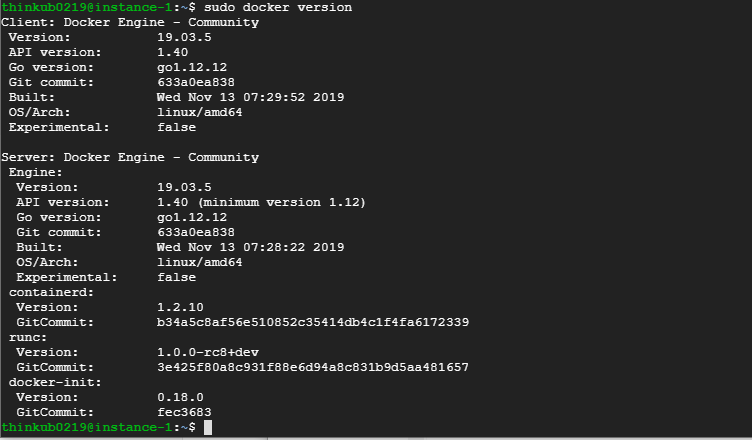 thinkub0219@instance-1:~$ sudo docker version
Client: Docker Engine - Community
 Version:           19.03.5
 API version:       1.40
 Go version:        go1.12.12
 Git commit:        633a0ea838
 Built:             Wed Nov 13 07:29:52 2019
 OS/Arch:           linux/amd64
 Experimental:      false

Server: Docker Engine - Community
 Engine:
  Version:          19.03.5
  API version:      1.40 (minimum version 1.12)
  Go version:       go1.12.12
  Git commit:       633a0ea838
  Built:            Wed Nov 13 07:28:22 2019
  OS/Arch:          linux/amd64
  Experimental:     false
 containerd:
  Version:          1.2.10
  GitCommit:        b34a5c8af56e510852c35414db4c1f4fa6172339
 runc:
  Version:          1.0.0-rc8+dev
  GitCommit:        3e425f80a8c931f88e6d94a8c831b9d5aa481657
 docker-init:
  Version:          0.18.0
  GitCommit:        fec3683
thinkub0219@instance-1:~$